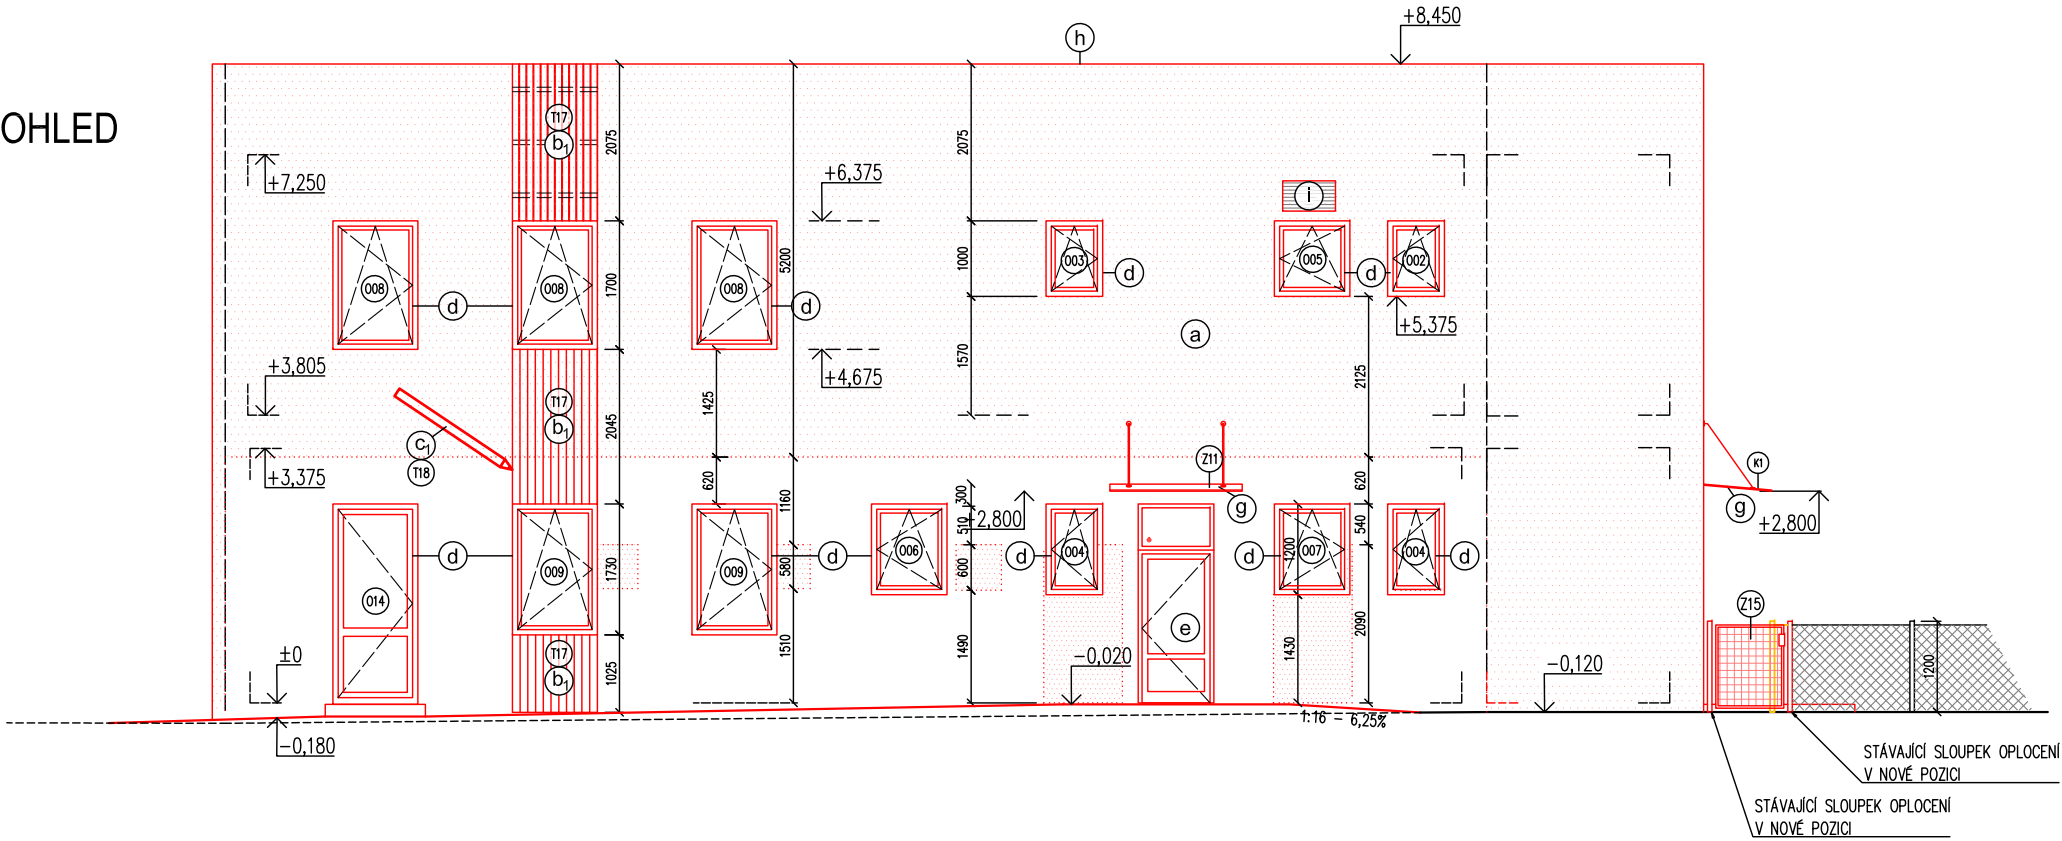 +8,450
h
OHLED
T17
b1
2075
2075
+7,250
+6,375
i
008
008
008
003
005
002
d
d
d
d
1700
5200
1000
+5,375
a
+3,805
+4,675
1570
2125
1425
T17
b1
2045
c1
T18
Z11
K1
+3,375
620
620
g
g
1160
300
510
+2,800
+2,800
540
d
d
d
d
d
014
009
009
006
004
007
004
1730
580
600
1200
e
Z15
±0
T17
b1
1025
1510
1490
1430
2090
-0,020
-0,120
1200
1:16 - 6,25%
-0,180
STÁVAJÍCÍ SLOUPEK OPLOCENÍ
V NOVÉ POZICI
STÁVAJÍCÍ SLOUPEK OPLOCENÍ
V NOVÉ POZICI